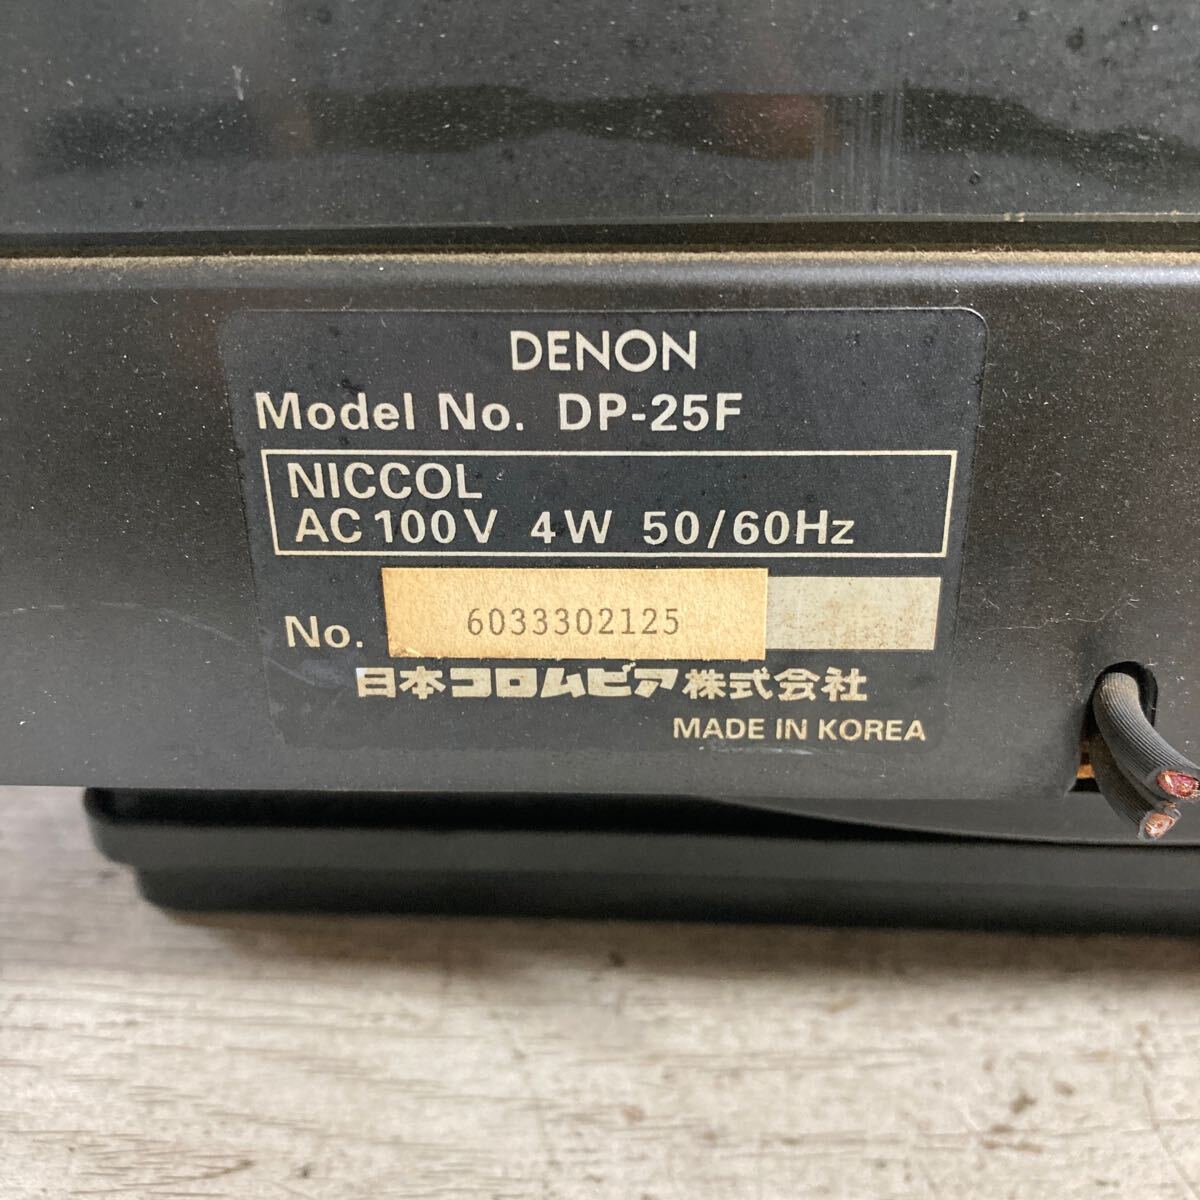 DENON
Model No. DP-25F
NICCOL
AC 100V 4W 50/60Hz
No. 6033302125
日本コロムビア株式会社
MADE IN KOREA